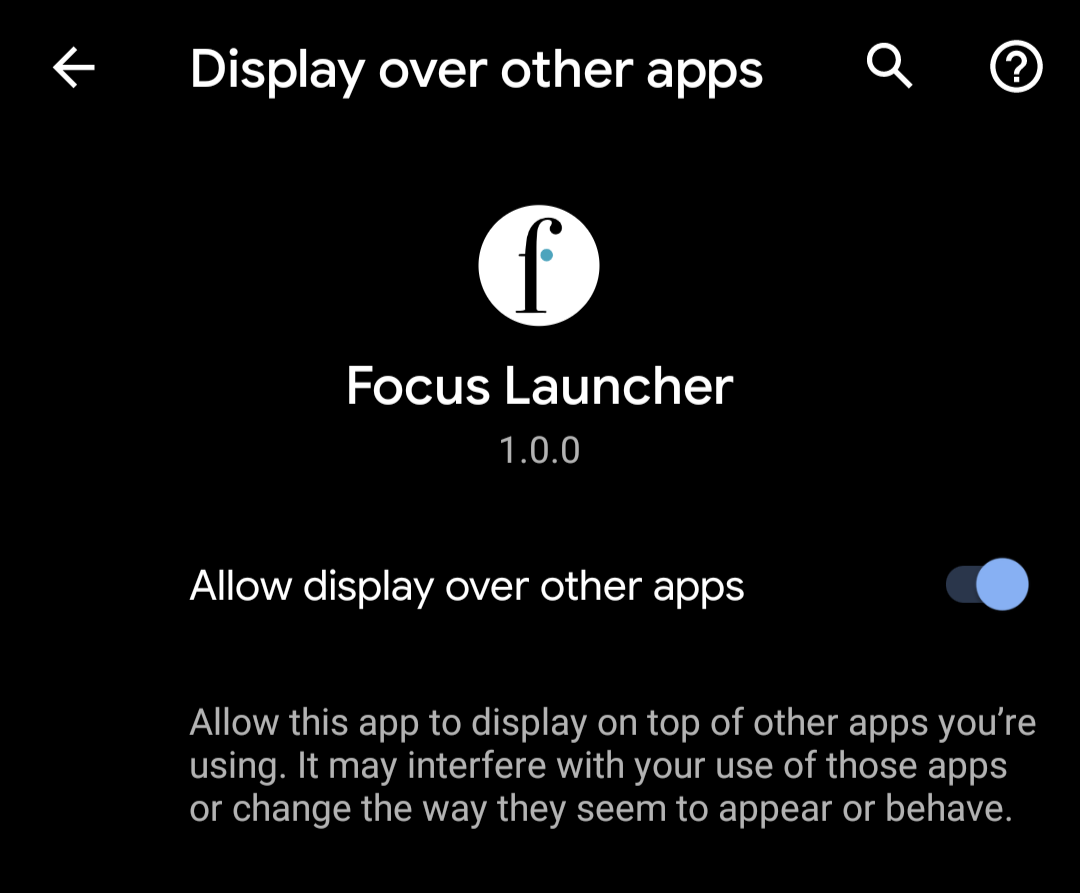 Display over other apps
f
Focus Launcher
1.0.0
Allow display over other apps
Allow this app to display on top of other apps you’re
using. It may interfere with your use of those apps
or change the way they seem to appear or behave.